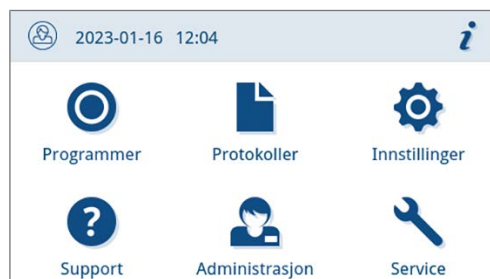 2023-01-16 12:04
Programmer Protokoller Innstillinger
Support Administrasjon Service